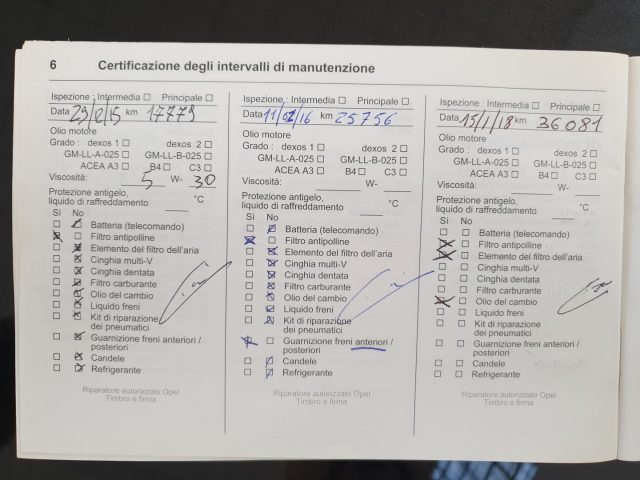 6 Certificazione degli intervalli di manutenzione
Ispezione : Intermedia ☐ Principale ☐
Data 29/12/15 km 17779
Olio motore
Grado : dexos 1 ☐ dexos 2 ☐
GM-LL-A-025 ☐ GM-LL-B-025 ☐
ACEA A3 ☐ B4 ☐ C3 ☐
Viscosità: 5 W- 30
Protezione antigelo,
liquido di raffreddamento ____ °C
Sì No
Batteria (telecomando)
Filtro antipolline
Elemento del filtro dell'aria
Cinghia multi-V
Cinghia dentata
Filtro carburante
Olio del cambio
Liquido freni
Kit di riparazione
dei pneumatici
Guarnizione freni anteriori /
posteriori
Candele
Refrigerante
Riparatore autorizzato Opel
Timbro e firma
Ispezione : Intermedia ☐ Principale ☐
Data 11/02/16 km 25756
Olio motore
Grado : dexos 1 ☐ dexos 2 ☐
GM-LL-A-025 ☐ GM-LL-B-025 ☐
ACEA A3 ☐ B4 ☐ C3 ☐
Viscosità: ____ W- ____
Protezione antigelo,
liquido di raffreddamento ____ °C
Sì No
Batteria (telecomando)
Filtro antipolline
Elemento del filtro dell'aria
Cinghia multi-V
Cinghia dentata
Filtro carburante
Olio del cambio
Liquido freni
Kit di riparazione
dei pneumatici
Guarnizione freni anteriori /
posteriori
Candele
Refrigerante
Riparatore autorizzato Opel
Timbro e firma
Ispezione : Intermedia ☐ Principale ☐
Data 15/1/18 km 36081
Olio motore
Grado : dexos 1 ☐ dexos 2 ☐
GM-LL-A-025 ☐ GM-LL-B-025 ☐
ACEA A3 ☐ B4 ☐ C3 ☐
Viscosità: ____ W- ____
Protezione antigelo,
liquido di raffreddamento ____ °C
Sì No
Batteria (telecomando)
Filtro antipolline
Elemento del filtro dell'aria
Cinghia multi-V
Cinghia dentata
Filtro carburante
Olio del cambio
Liquido freni
Kit di riparazione
dei pneumatici
Guarnizione freni anteriori /
posteriori
Candele
Refrigerante
Riparatore autorizzato Opel
Timbro e firma